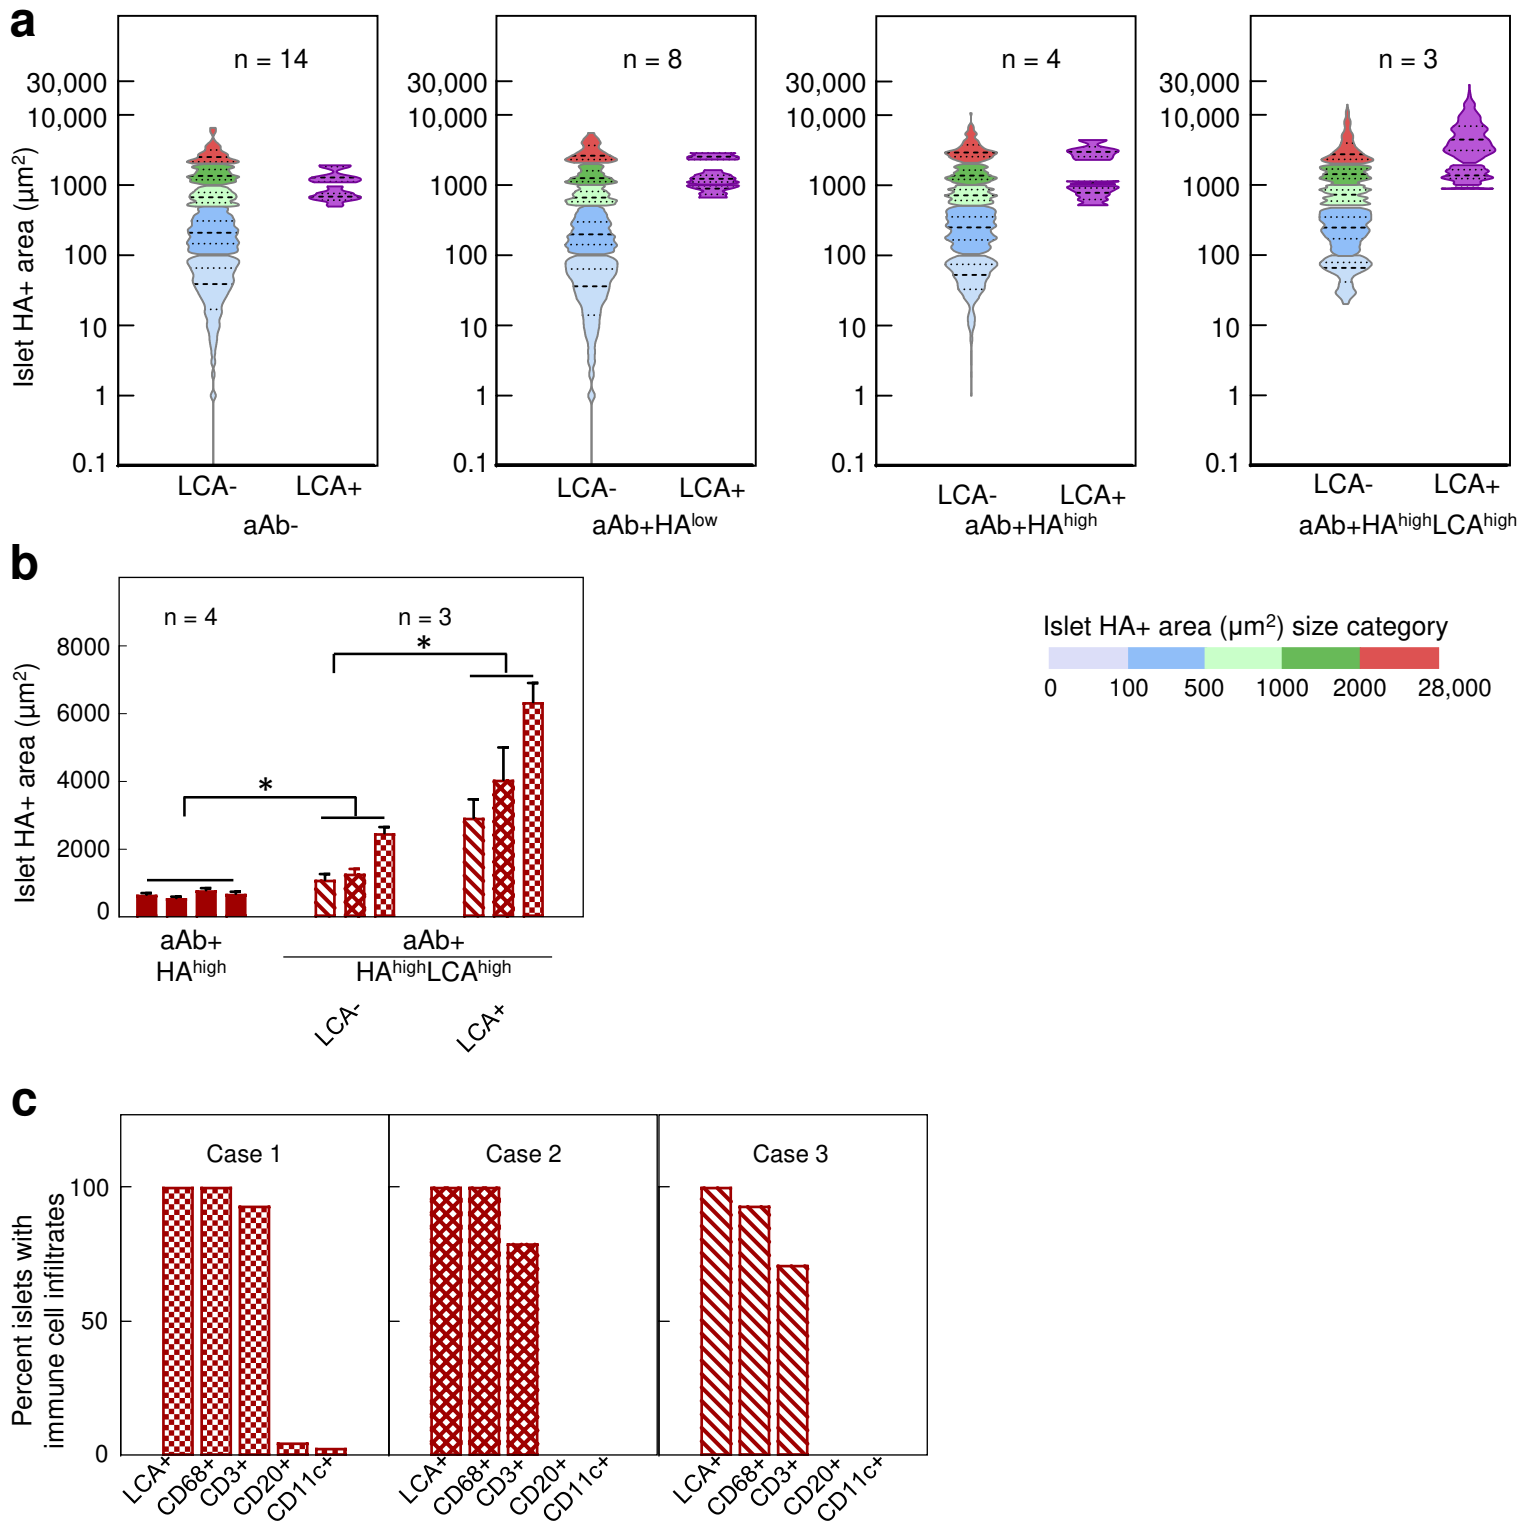 a
Islet HA+ area (µm²)
n = 14
30,000
10,000
1000
100
10
1
0.1
LCA-
LCA+
aAb-
n = 8
30,000
10,000
1000
100
10
1
0.1
LCA-
LCA+
aAb+HAlow
n = 4
30,000
10,000
1000
100
10
1
0.1
LCA-
LCA+
aAb+HAhigh
n = 3
30,000
10,000
1000
100
10
1
0.1
LCA-
LCA+
aAb+HAhighLCAhigh
b
Islet HA+ area (µm²)
n = 4
n = 3
8000
6000
4000
2000
0
*
*
aAb+
HAhigh
aAb+
HAhighLCAhigh
LCA-
LCA+
Islet HA+ area (µm²) size category
0 100 500 1000 2000 28,000
c
Percent islets with
immune cell infiltrates
100
50
0
Case 1
LCA+
CD68+
CD3+
CD20+
CD11c+
Case 2
LCA+
CD68+
CD3+
CD20+
CD11c+
Case 3
LCA+
CD68+
CD3+
CD20+
CD11c+